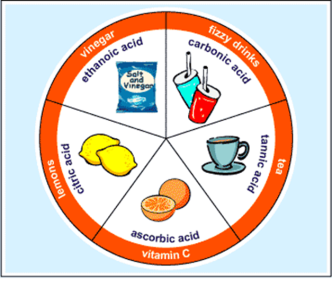 vinegar
ethanoic acid
Salt
and
Vinegar
fizzy drinks
carbonic acid
tea
tannic acid
vitamin C
ascorbic acid
lemons
citric acid